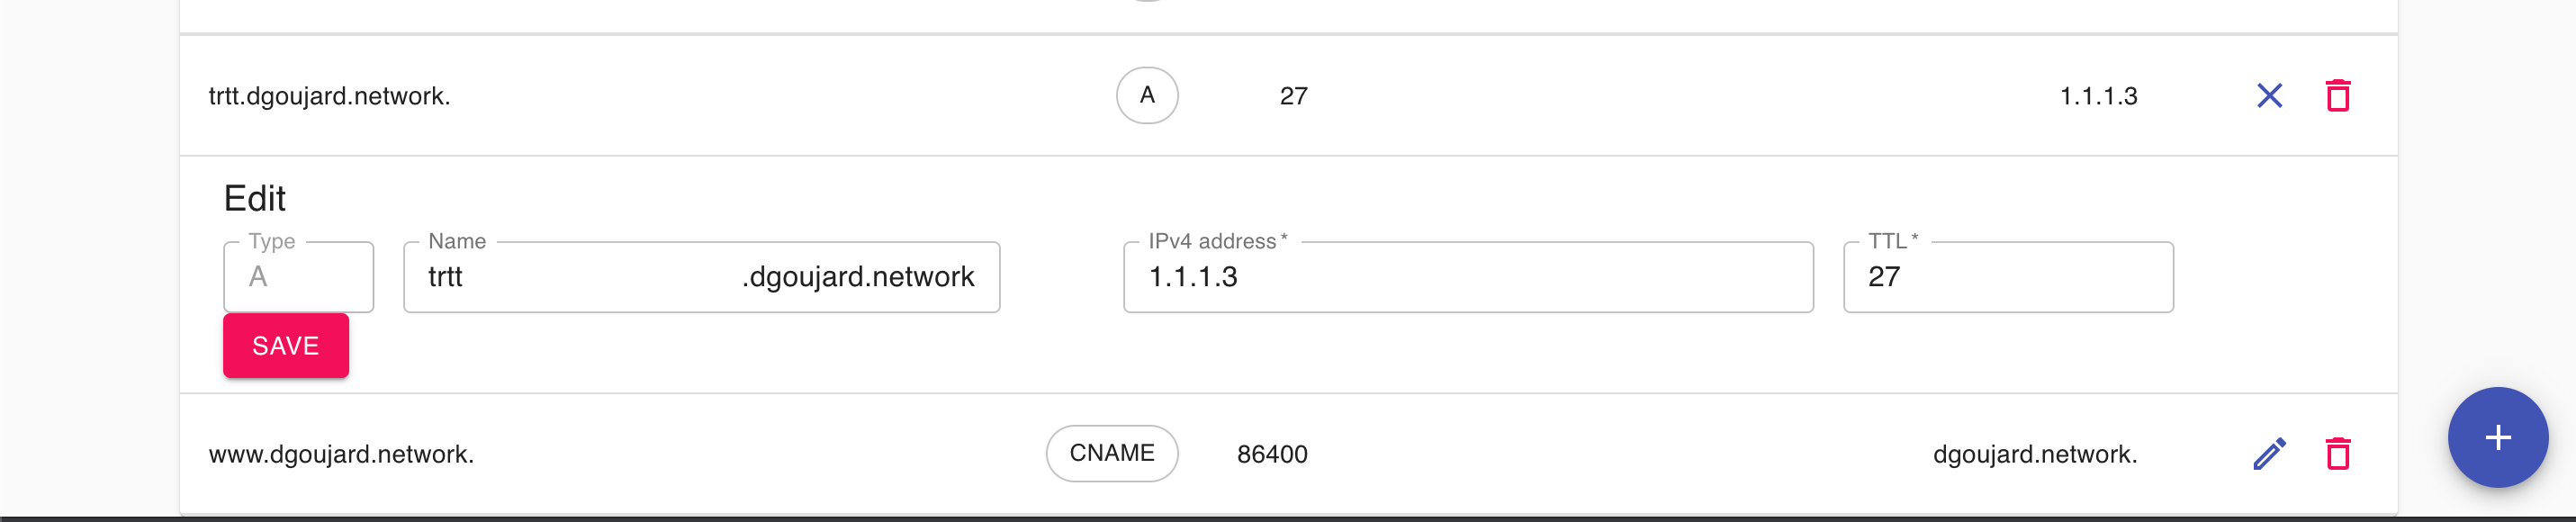 trtt.dgoujard.network. A 27 1.1.1.3
Edit
Type Name IPv4 address * TTL *
A trtt .dgoujard.network 1.1.1.3 27
SAVE
www.dgoujard.network. CNAME 86400 dgoujard.network.